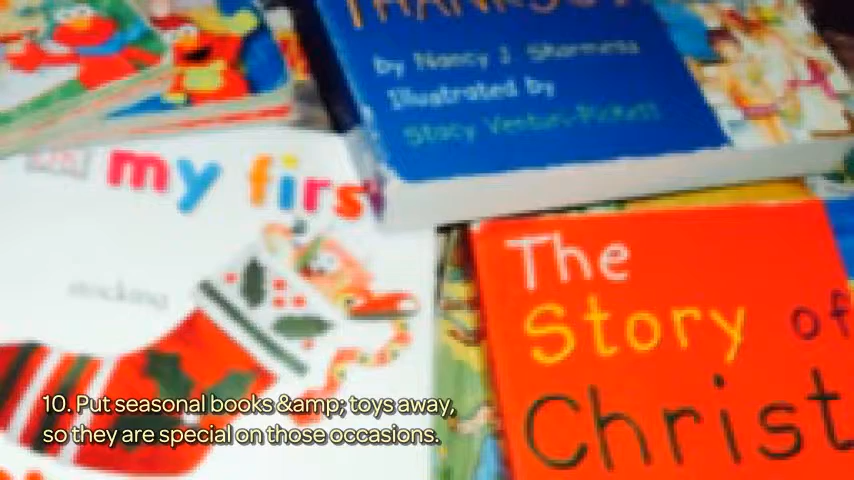 by Nancy J. Skarmeas
Illustrated by
Stacy Venturi-Pickett
my first
stocking
The
Story of
Christ
10. Put seasonal books &amp; toys away,
so they are special on those occasions.